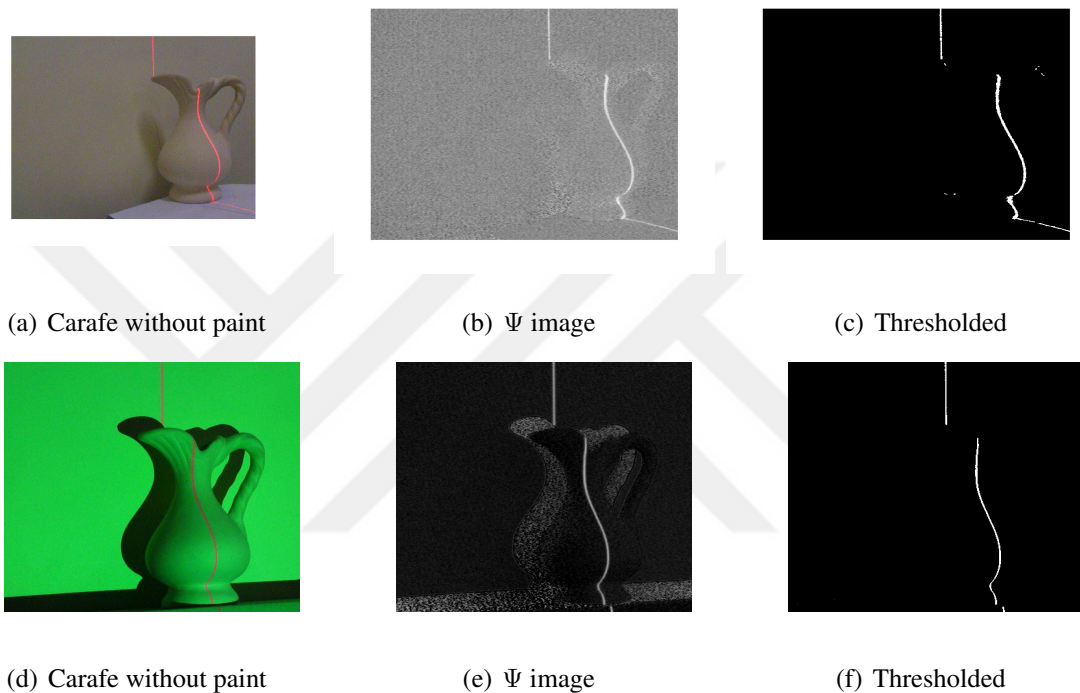 (a) Carafe without paint
(b) Ψ image
(c) Thresholded
(d) Carafe without paint
(e) Ψ image
(f) Thresholded